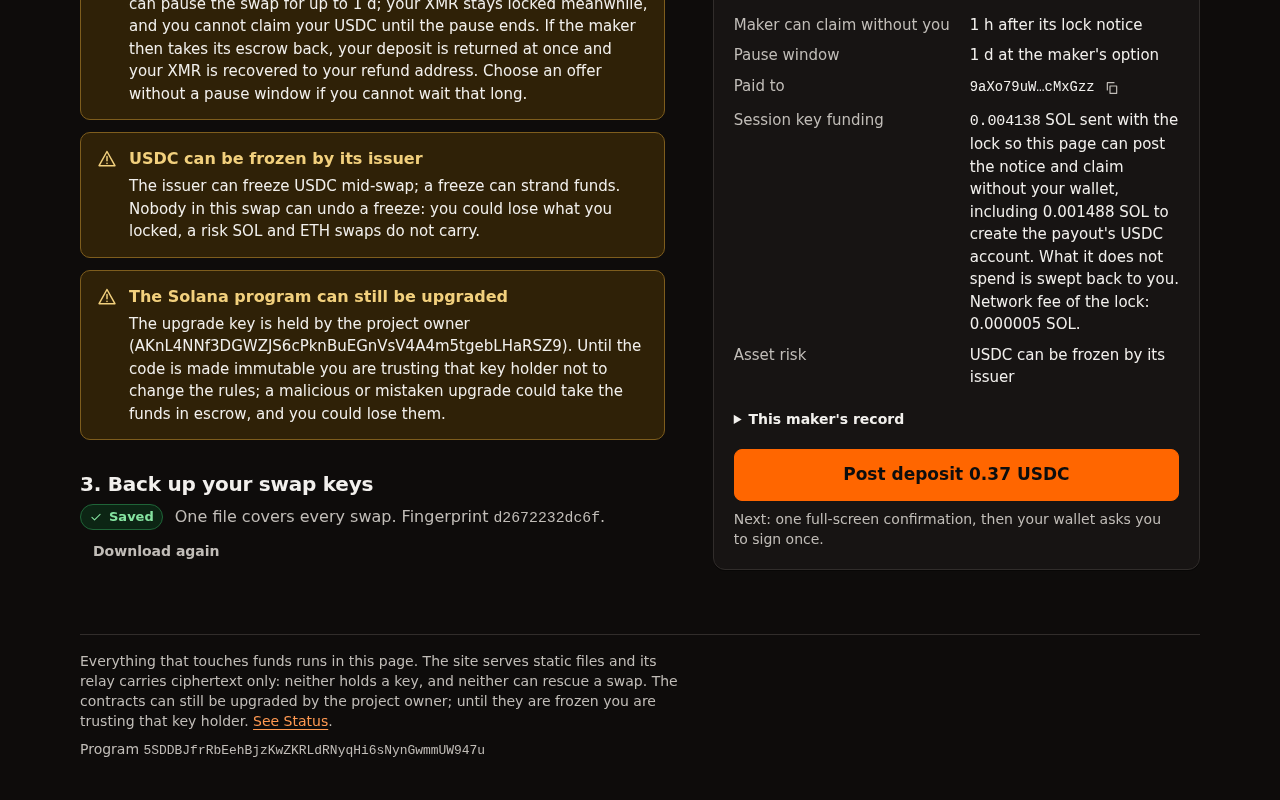 can pause the swap for up to 1 d; your XMR stays locked meanwhile,
and you cannot claim your USDC until the pause ends. If the maker
then takes its escrow back, your deposit is returned at once and
your XMR is recovered to your refund address. Choose an offer
without a pause window if you cannot wait that long.
USDC can be frozen by its issuer
The issuer can freeze USDC mid-swap; a freeze can strand funds.
Nobody in this swap can undo a freeze: you could lose what you
locked, a risk SOL and ETH swaps do not carry.
The Solana program can still be upgraded
The upgrade key is held by the project owner
(AKnL4NNf3DGWZJS6cPknBuEGnVsV4A4m5tgebLHaRSZ9). Until the
code is made immutable you are trusting that key holder not to
change the rules; a malicious or mistaken upgrade could take the
funds in escrow, and you could lose them.
3. Back up your swap keys
Saved One file covers every swap. Fingerprint d2672232dc6f.
Download again
Maker can claim without you 1 h after its lock notice
Pause window 1 d at the maker's option
Paid to 9aXo79uW…cMxGzz
Session key funding 0.004138 SOL sent with the
lock so this page can post
the notice and claim
without your wallet,
including 0.001488 SOL to
create the payout's USDC
account. What it does not
spend is swept back to you.
Network fee of the lock:
0.000005 SOL.
Asset risk USDC can be frozen by its
issuer
This maker's record
Post deposit 0.37 USDC
Next: one full-screen confirmation, then your wallet asks you
to sign once.
Everything that touches funds runs in this page. The site serves static files and its
relay carries ciphertext only: neither holds a key, and neither can rescue a swap. The
contracts can still be upgraded by the project owner; until they are frozen you are
trusting that key holder. See Status.
Program 5SDDBJfrRbEehBjzKwZKRLdRNyqHi6sNynGwmmUW947u